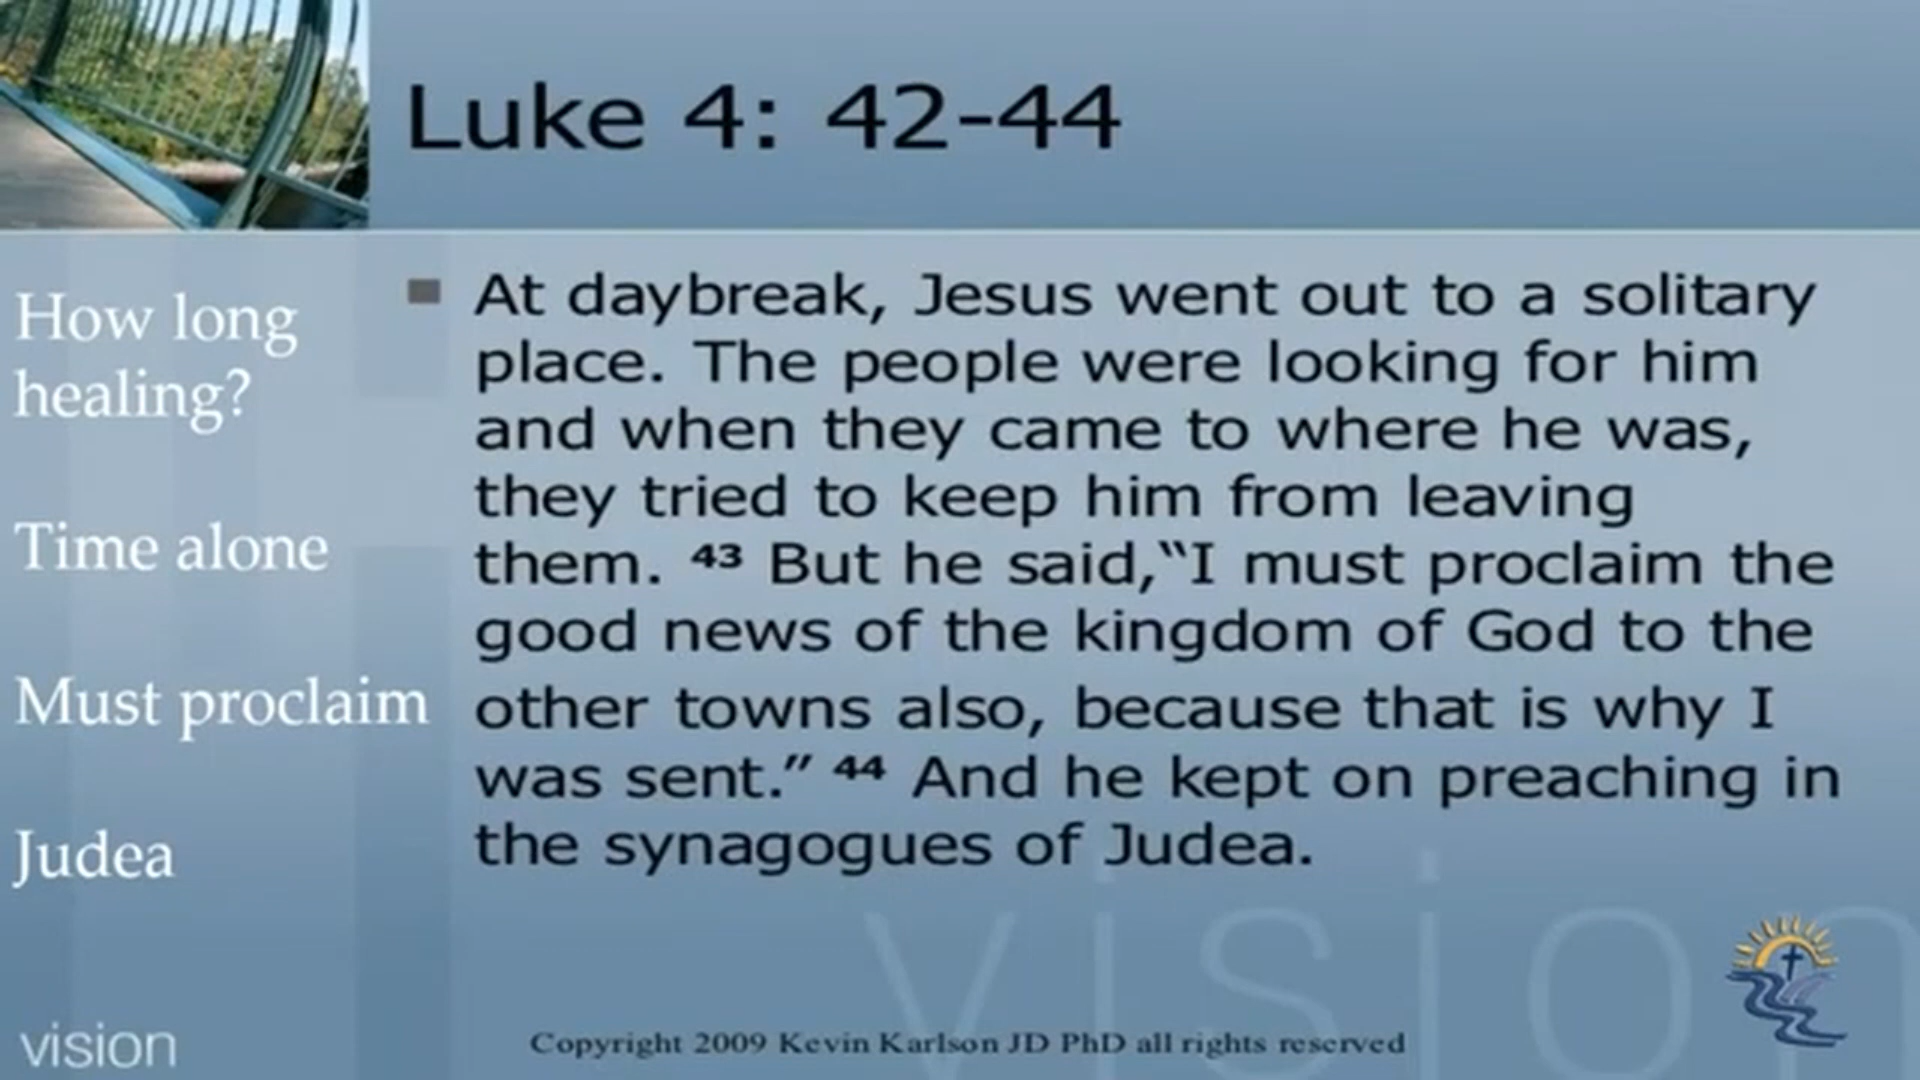 Luke 4: 42-44
How long
healing?
Time alone
Must proclaim
Judea
At daybreak, Jesus went out to a solitary
place. The people were looking for him
and when they came to where he was,
they tried to keep him from leaving
them. 43 But he said,“I must proclaim the
good news of the kingdom of God to the
other towns also, because that is why I
was sent.” 44 And he kept on preaching in
the synagogues of Judea.
vision
vision
Copyright 2009 Kevin Karlson JD PhD all rights reserved